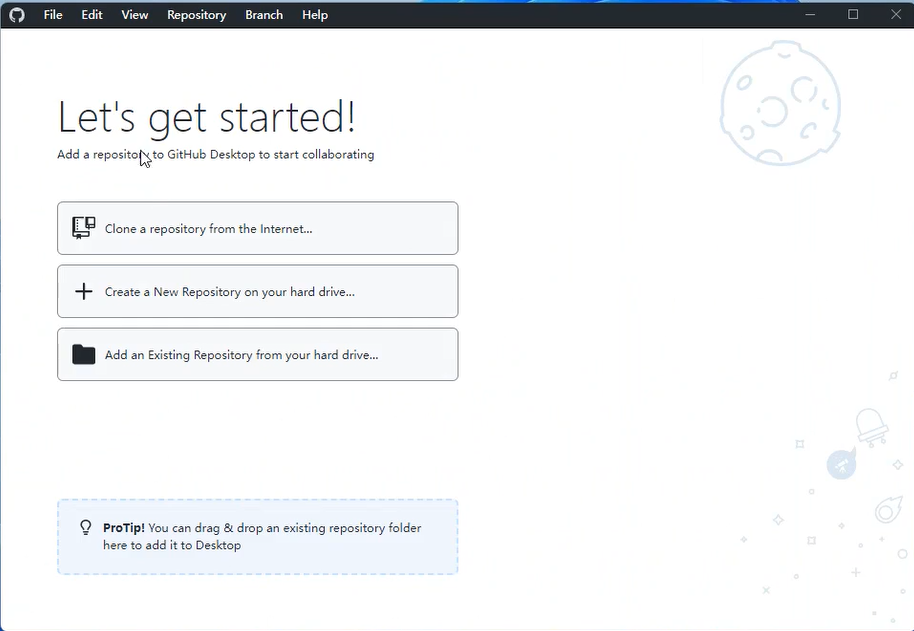 File Edit View Repository Branch Help
Let's get started!
Add a repository to GitHub Desktop to start collaborating
Clone a repository from the Internet...
Create a New Repository on your hard drive...
Add an Existing Repository from your hard drive...
ProTip! You can drag & drop an existing repository folder
here to add it to Desktop